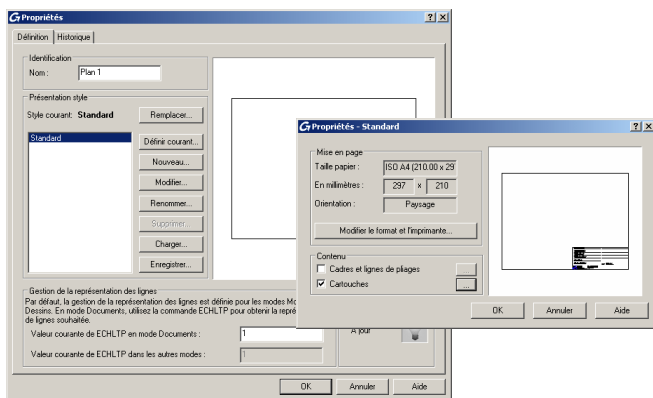 Propriétés
Définition
Historique
Identification
Nom :
Plan 1
Présentation style
Style courant: Standard
Remplacer...
Standard
Définir courant...
Nouveau...
Modifier...
Renommer...
Supprimer...
Charger...
Enregistrer...
Gestion de la représentation des lignes
Par défaut, la gestion de la représentation des lignes est définie pour les modes
Dessins. En mode Documents, utilisez la commande ECHLTP pour obtenir la
de lignes souhaitée.
Valeur courante de ECHLTP en mode Documents :
1
A jour
Valeur courante de ECHLTP dans les autres modes :
1
OK
Annuler
Aide
Propriétés - Standard
Mise en page
Taille papier :
ISO A4 (210.00 x 29
En millimètres :
297 x 210
Orientation :
Paysage
Modifier le format et l'imprimante...
Contenu
Cadres et lignes de pliages
...
Cartouches
...
OK
Annuler
Aide